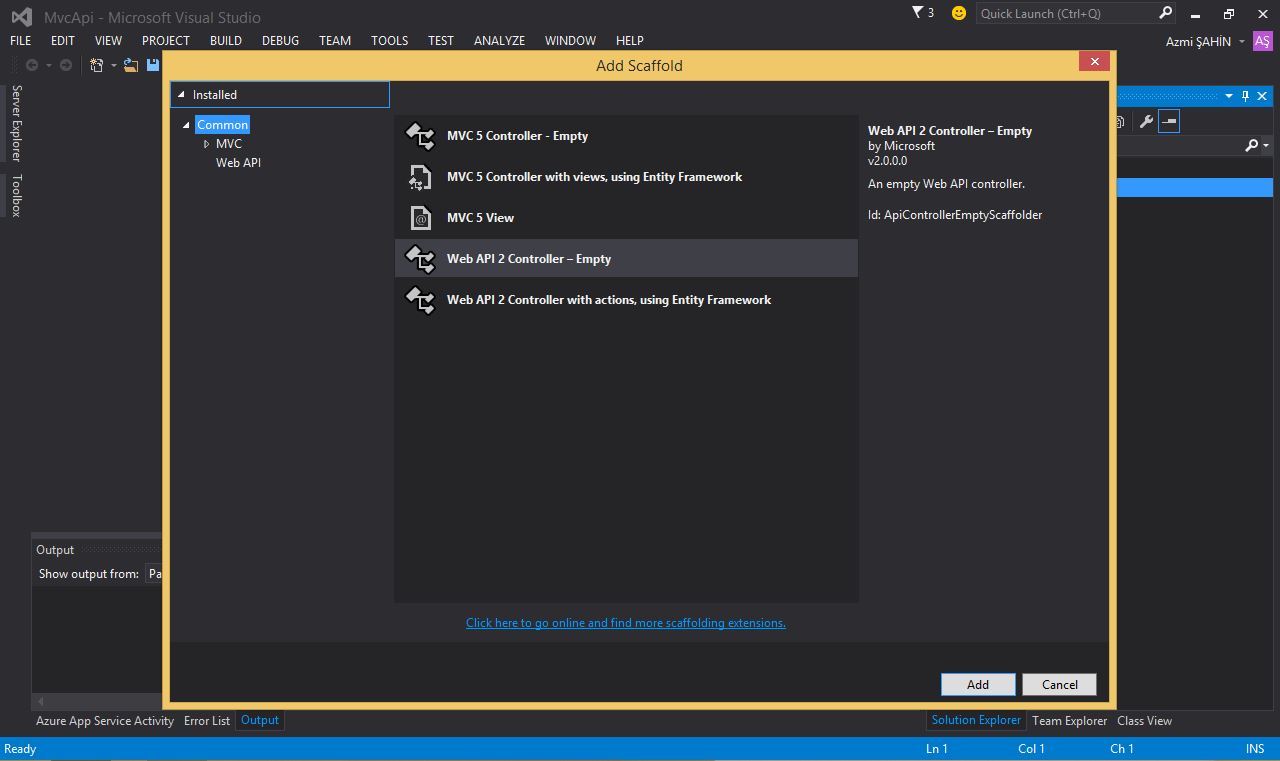 MvcApi - Microsoft Visual Studio
3
Quick Launch (Ctrl+Q)
FILE EDIT VIEW PROJECT BUILD DEBUG TEAM TOOLS TEST ANALYZE WINDOW HELP
Azmi ŞAHİN
AŞ
Server Explorer
Toolbox
Add Scaffold
Installed
Common
MVC
Web API
MVC 5 Controller - Empty
MVC 5 Controller with views, using Entity Framework
MVC 5 View
Web API 2 Controller – Empty
Web API 2 Controller with actions, using Entity Framework
Web API 2 Controller – Empty
by Microsoft
v2.0.0.0
An empty Web API controller.
Id: ApiControllerEmptyScaffolder
Click here to go online and find more scaffolding extensions.
Add
Cancel
Output
Show output from: Pa
Azure App Service Activity Error List Output
Solution Explorer Team Explorer Class View
Ready
Ln 1 Col 1 Ch 1 INS